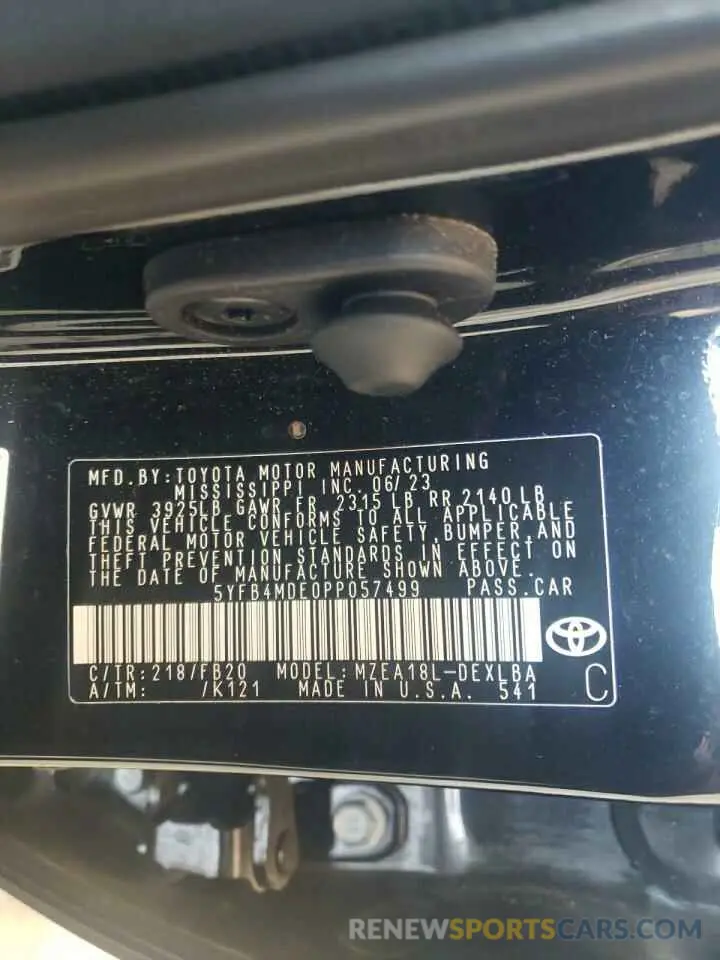 MFD. BY: TOYOTA MOTOR MANUFACTURING
MISSISSIPPI INC. 06/23
GVWR 3925LB GAWR FR 2315 LB RR 2140 LB
THIS VEHICLE CONFORMS TO ALL APPLICABLE
FEDERAL MOTOR VEHICLE SAFETY,BUMPER,AND
THEFT PREVENTION STANDARDS IN EFFECT ON
THE DATE OF MANUFACTURE SHOWN ABOVE.
5YFB4MDE0PP057499 PASS.CAR
C/TR: 218/FB20 MODEL: MZEA18L-DEXLBA
A/TM: /K121 MADE IN U.S.A. 541 C
RENEWSPORTSCARS.COM